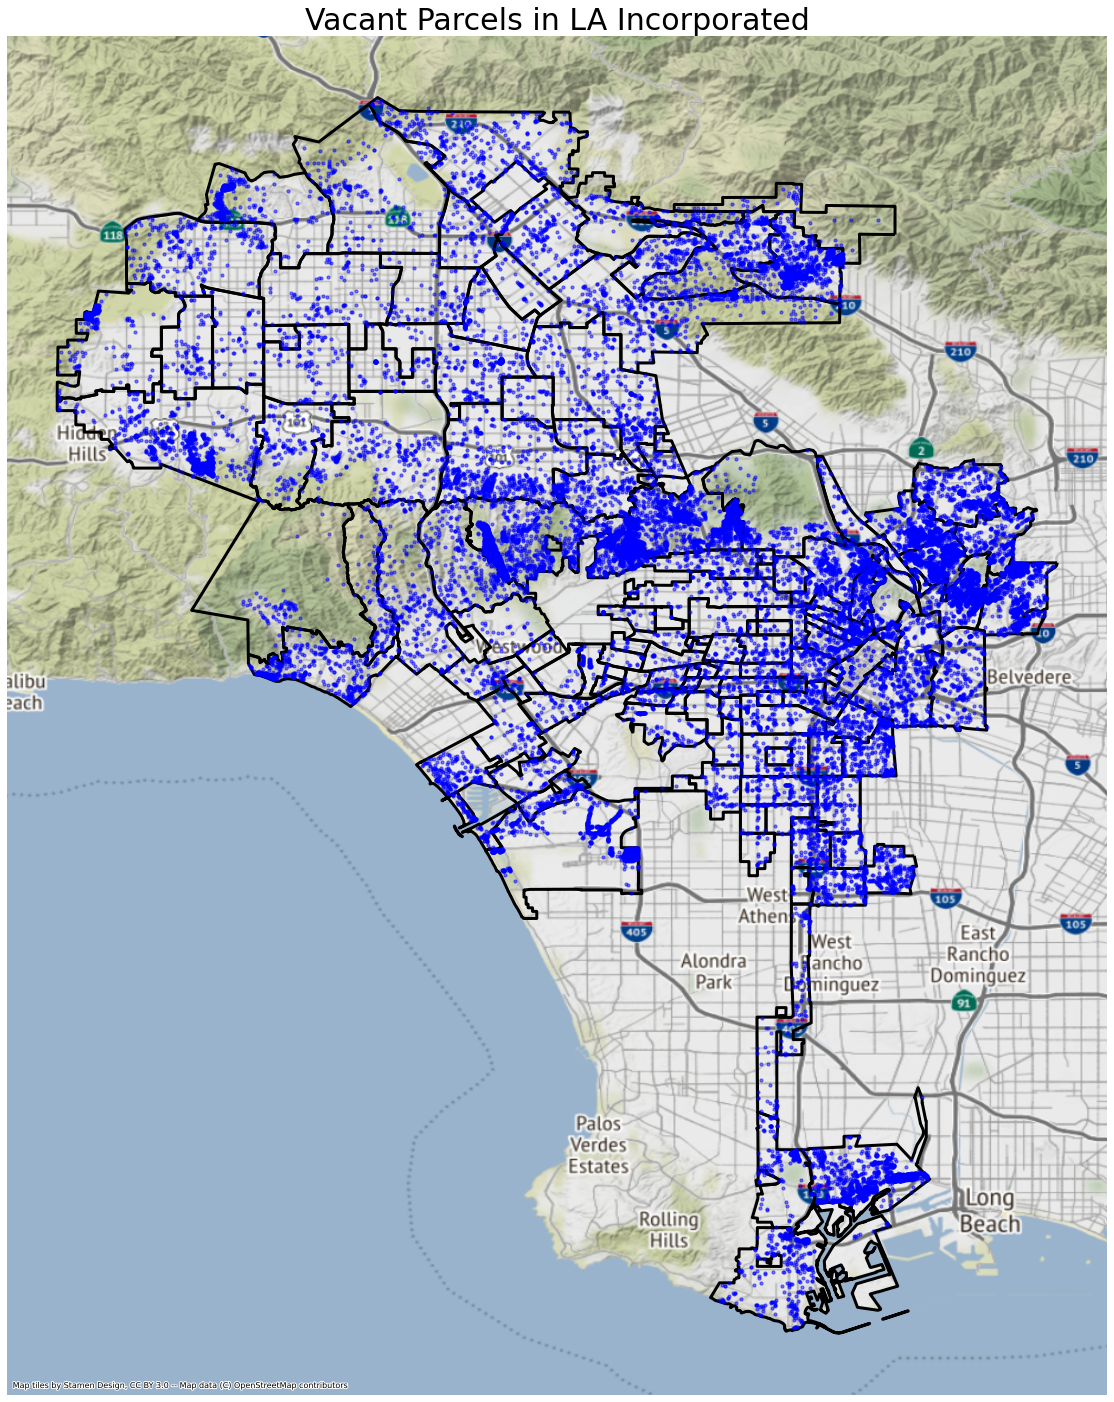 Vacant Parcels in LA Incorporated
210
118
118
5
210
5
210
101
Hidden
Hills
2
210
101
Westwood
Belvedere
alibu
each
5
West
Athens
105
105
405
West
Rancho
Dominguez
East
Rancho
Dominguez
Alondra
Park
91
Palos
Verdes
Estates
Long
Beach
Rolling
Hills
Map tiles by Stamen Design, CC BY 3.0 -- Map data (C) OpenStreetMap contributors